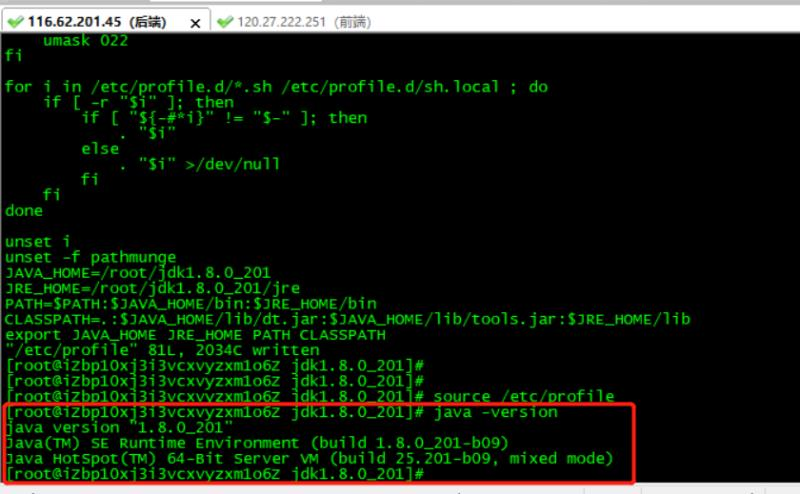 116.62.201.45 (后端) × 120.27.222.251 (前端)
umask 022
fi
for i in /etc/profile.d/*.sh /etc/profile.d/sh.local ; do
if [ -r "$i" ]; then
if [ "${-#*i}" != "$-" ]; then
. "$i"
else
. "$i" >/dev/null
fi
fi
done
unset i
unset -f pathmunge
JAVA_HOME=/root/jdk1.8.0_201
JRE_HOME=/root/jdk1.8.0_201/jre
PATH=$PATH:$JAVA_HOME/bin:$JRE_HOME/bin
CLASSPATH=.:$JAVA_HOME/lib/dt.jar:$JAVA_HOME/lib/tools.jar:$JRE_HOME/lib
export JAVA_HOME JRE_HOME PATH CLASSPATH
"/etc/profile" 81L, 2034C written
[root@iZbp10xj3i3vcxvyzxm1o6Z jdk1.8.0_201]#
[root@iZbp10xj3i3vcxvyzxm1o6Z jdk1.8.0_201]#
[root@iZbp10xj3i3vcxvyzxm1o6Z jdk1.8.0_201]# source /etc/profile
[root@iZbp10xj3i3vcxvyzxm1o6Z jdk1.8.0_201]# java -version
java version "1.8.0_201"
Java(TM) SE Runtime Environment (build 1.8.0_201-b09)
Java HotSpot(TM) 64-Bit Server VM (build 25.201-b09, mixed mode)
[root@iZbp10xj3i3vcxvyzxm1o6Z jdk1.8.0_201]#